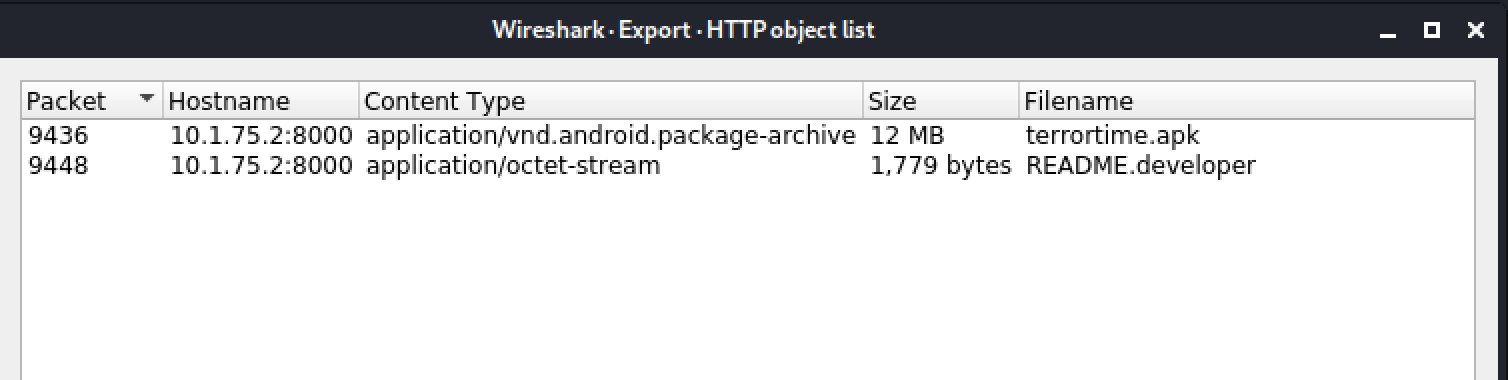 Wireshark · Export · HTTP object list
Packet Hostname Content Type Size Filename
9436 10.1.75.2:8000 application/vnd.android.package-archive 12 MB terrortime.apk
9448 10.1.75.2:8000 application/octet-stream 1,779 bytes README.developer